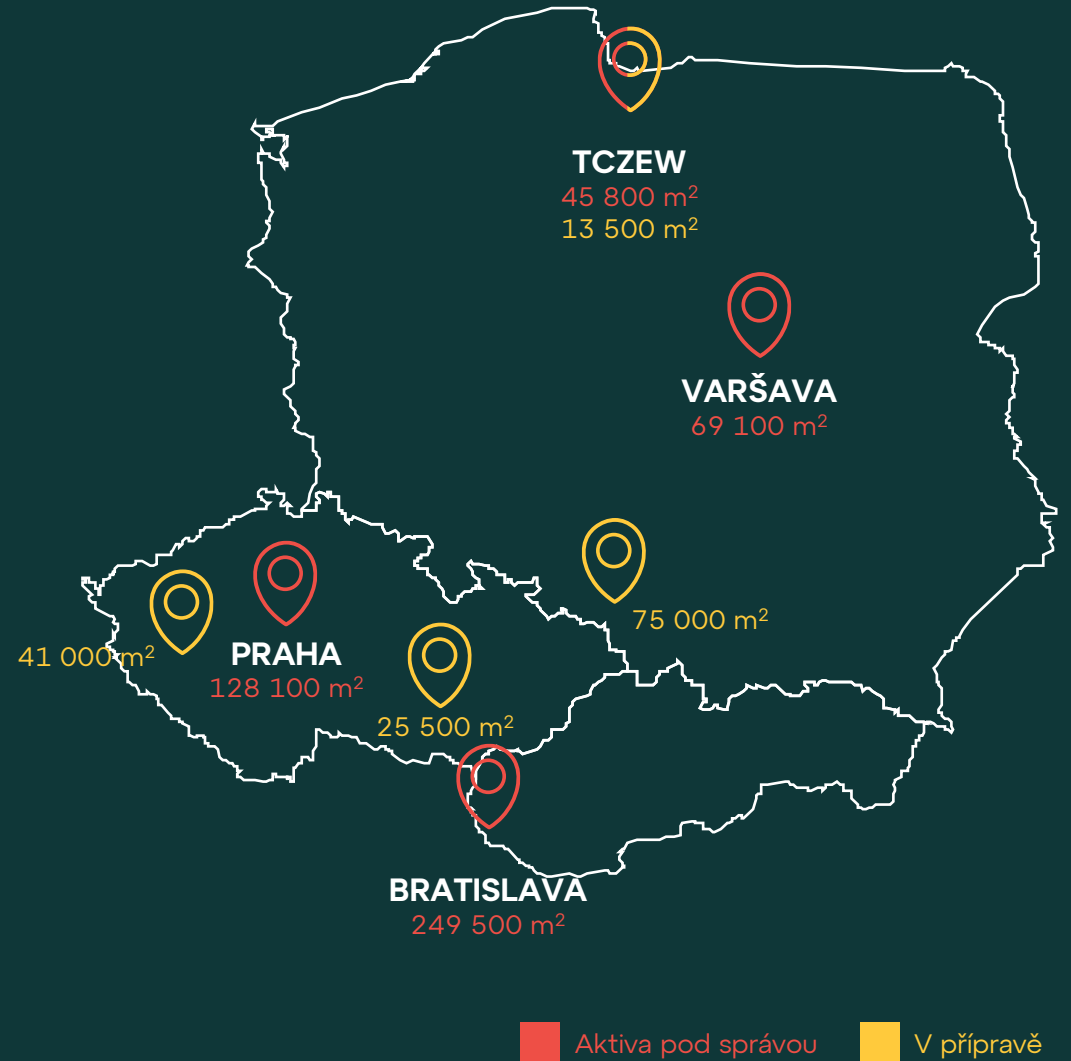 TCZEW
45 800 m²
13 500 m²
VARŠAVA
69 100 m²
75 000 m²
41 000 m²
PRAHA
128 100 m²
25 500 m²
BRATISLAVA
249 500 m²
Aktiva pod správou
V přípravě